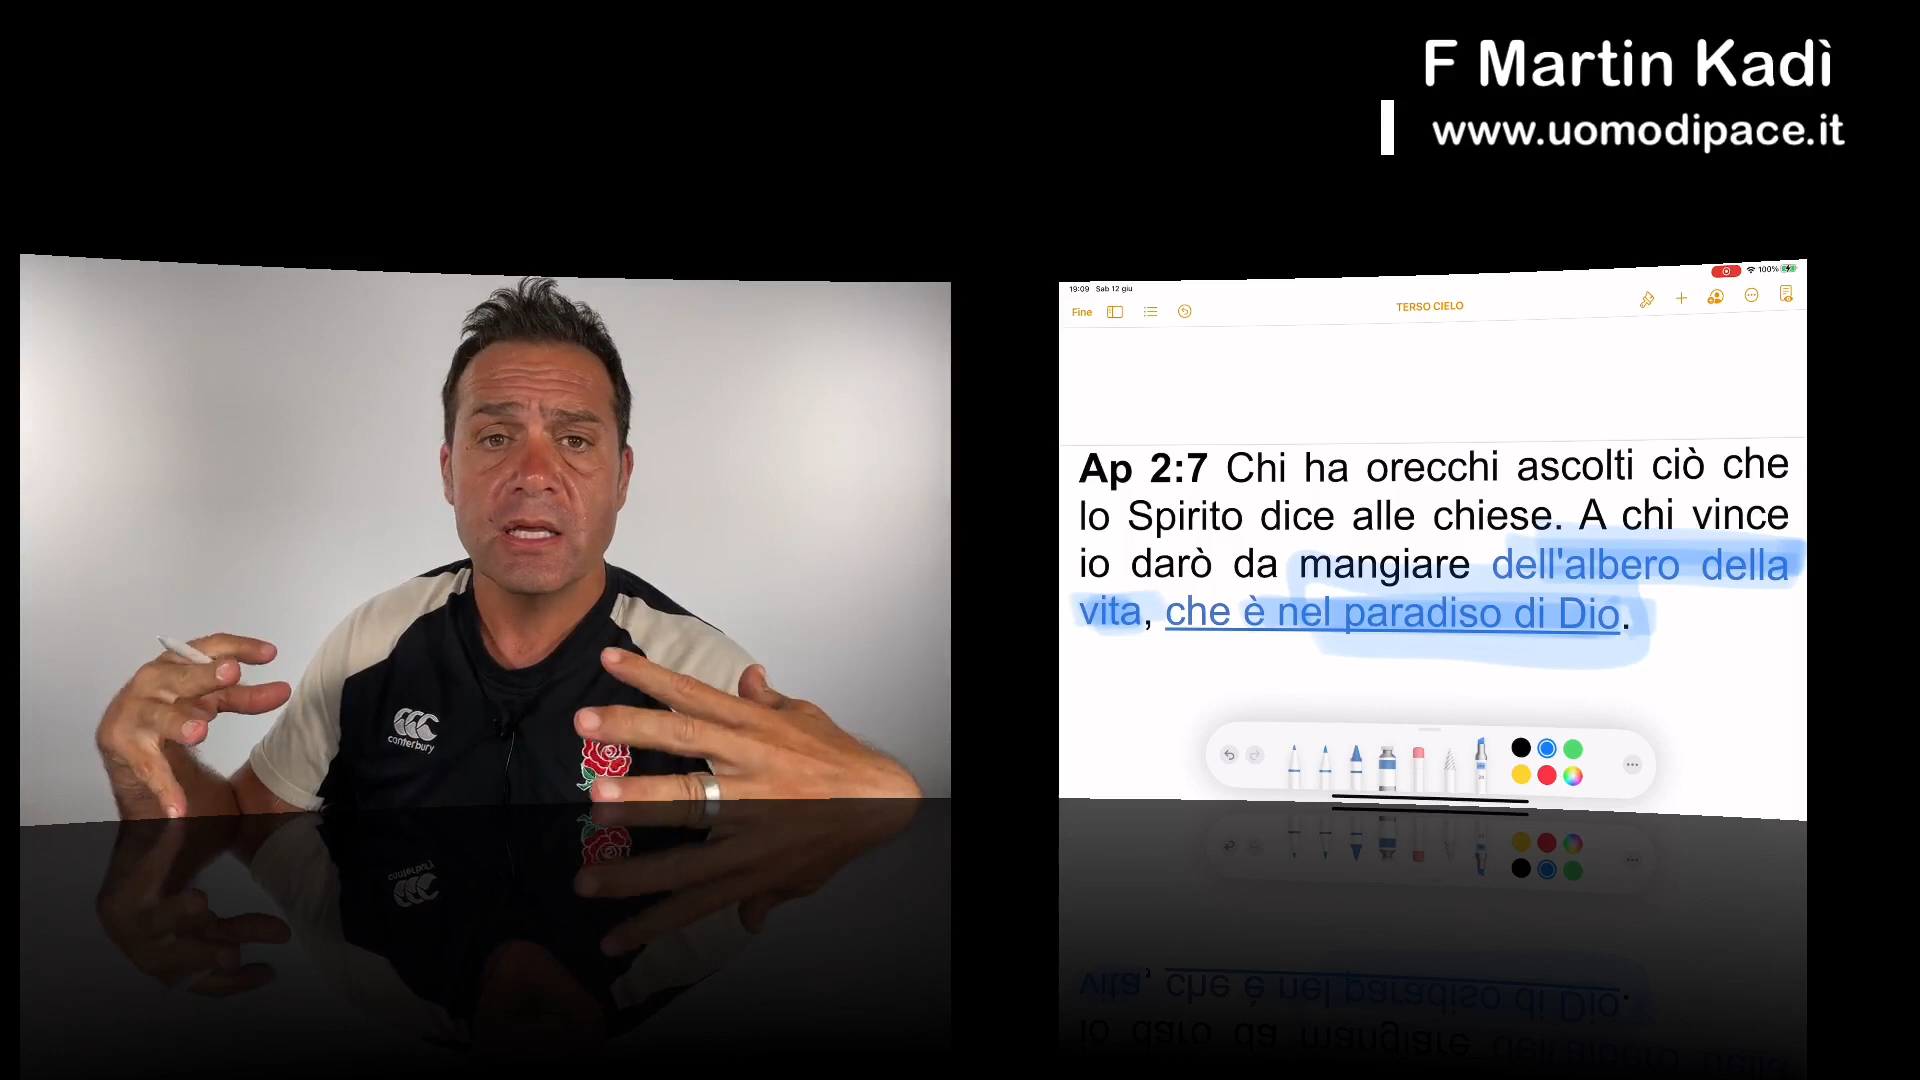 F Martin Kadì
www.uomodipace.it
19:09 Sab 12 giu
100%
Fine
TERSO CIELO
Ap 2:7 Chi ha orecchi ascolti ciò che
lo Spirito dice alle chiese. A chi vince
io darò da mangiare dell'albero della
vita, che è nel paradiso di Dio.
canterbury